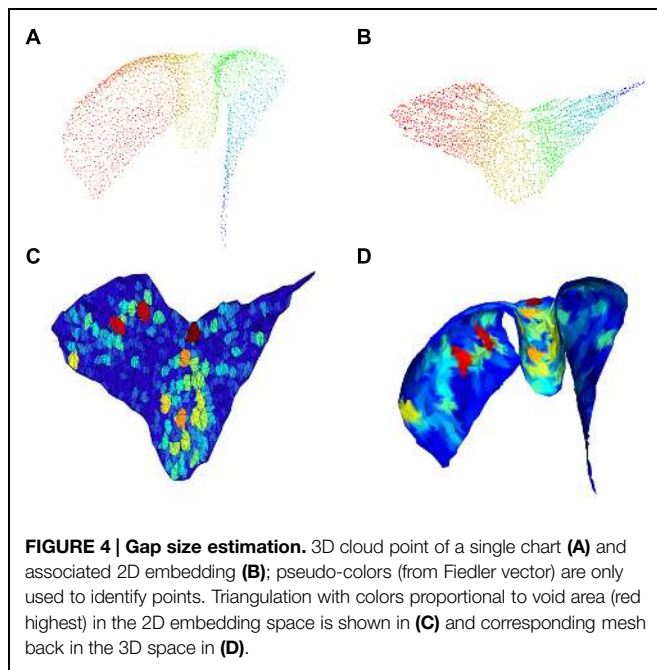 A
B
C
D
FIGURE 4 | Gap size estimation. 3D cloud point of a single chart (A) and
associated 2D embedding (B); pseudo-colors (from Fiedler vector) are only
used to identify points. Triangulation with colors proportional to void area (red
highest) in the 2D embedding space is shown in (C) and corresponding mesh
back in the 3D space in (D).